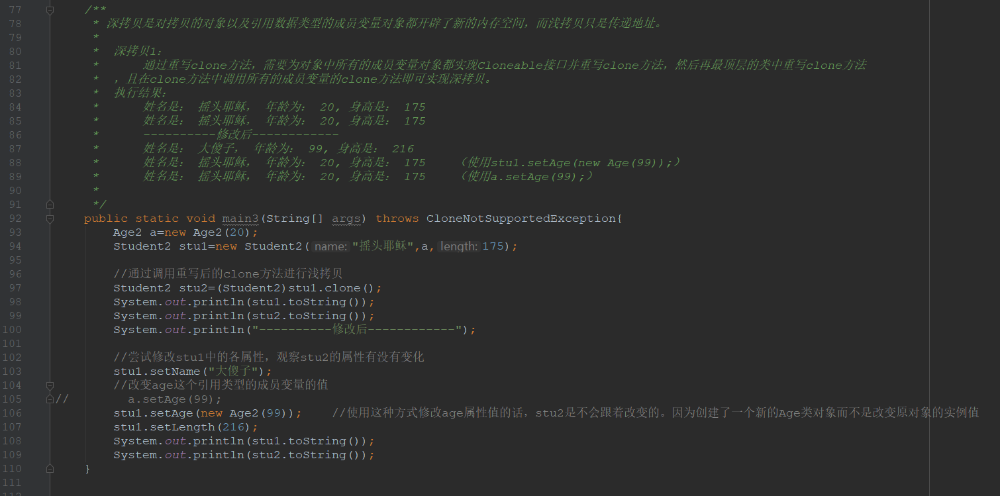 77 /**
78 * 深拷贝是对拷贝的对象以及引用数据类型的成员变量对象都开辟了新的内存空间，而浅拷贝只是传递地址。
79 *
80 * 深拷贝1：
81 * 通过重写clone方法，需要为对象中所有的成员变量对象都实现Cloneable接口并重写clone方法，然后再最顶层的类中重写clone方法
82 * ，且在clone方法中调用所有的成员变量的clone方法即可实现深拷贝。
83 * 执行结果：
84 * 姓名是： 摇头耶稣， 年龄为： 20, 身高是： 175
85 * 姓名是： 摇头耶稣， 年龄为： 20, 身高是： 175
86 * ----------修改后------------
87 * 姓名是： 大傻子， 年龄为： 99, 身高是： 216
88 * 姓名是： 摇头耶稣， 年龄为： 20, 身高是： 175 （使用stu1.setAge(new Age(99));）
89 * 姓名是： 摇头耶稣， 年龄为： 20, 身高是： 175 （使用a.setAge(99);）
90 *
91 */
92 public static void main3(String[] args) throws CloneNotSupportedException{
93 Age2 a=new Age2(20);
94 Student2 stu1=new Student2( name: "摇头耶稣",a, length: 175);
95
96 //通过调用重写后的clone方法进行浅拷贝
97 Student2 stu2=(Student2)stu1.clone();
98 System.out.println(stu1.toString());
99 System.out.println(stu2.toString());
100 System.out.println("----------修改后------------");
101
102 //尝试修改stu1中的各属性，观察stu2的属性有没有变化
103 stu1.setName("大傻子");
104 //改变age这个引用类型的成员变量的值
105 // a.setAge(99);
106 stu1.setAge(new Age2(99)); //使用这种方式修改age属性值的话，stu2是不会跟着改变的。因为创建了一个新的Age类对象而不是改变原对象的实例值
107 stu1.setLength(216);
108 System.out.println(stu1.toString());
109 System.out.println(stu2.toString());
110 }
111